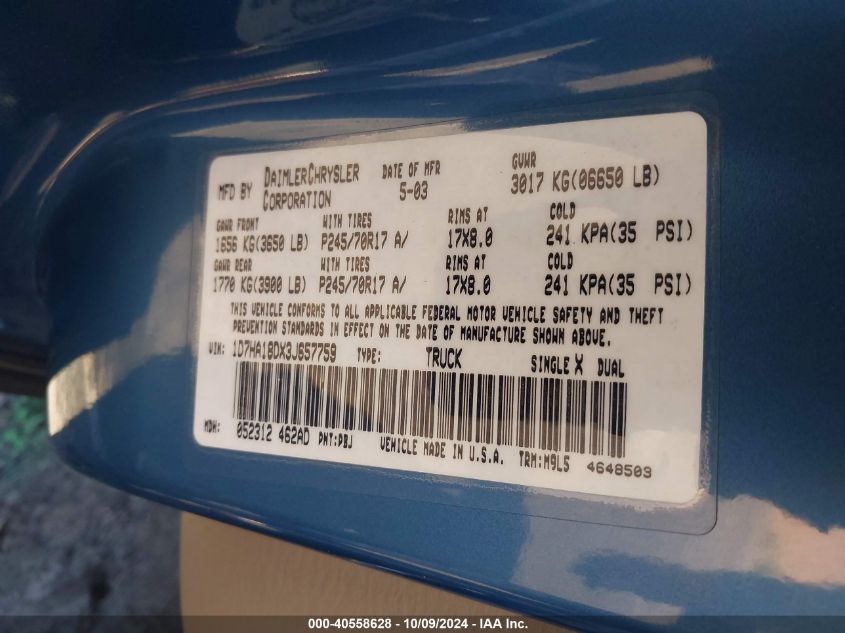 MFD BY DAIMLERCHRYSLER CORPORATION DATE OF MFR 5-03 GVWR 3017 KG(06650 LB)
GAWR FRONT WITH TIRES RIMS AT COLD
1656 KG(3650 LB) P245/70R17 A/ 17X8.0 241 KPA(35 PSI)
GAWR REAR WITH TIRES RIMS AT COLD
1770 KG(3900 LB) P245/70R17 A/ 17X8.0 241 KPA(35 PSI)
THIS VEHICLE CONFORMS TO ALL APPLICABLE FEDERAL MOTOR VEHICLE SAFETY AND THEFT
PREVENTION STANDARDS IN EFFECT ON THE DATE OF MANUFACTURE SHOWN ABOVE.
VIN: 1D7HA18DX3J657759 TYPE: TRUCK SINGLE X DUAL
MDH: 052312 462AD PNT:PBJ VEHICLE MADE IN U.S.A. TRM:M9L5 4648503
000-40558628 - 10/09/2024 - IAA Inc.